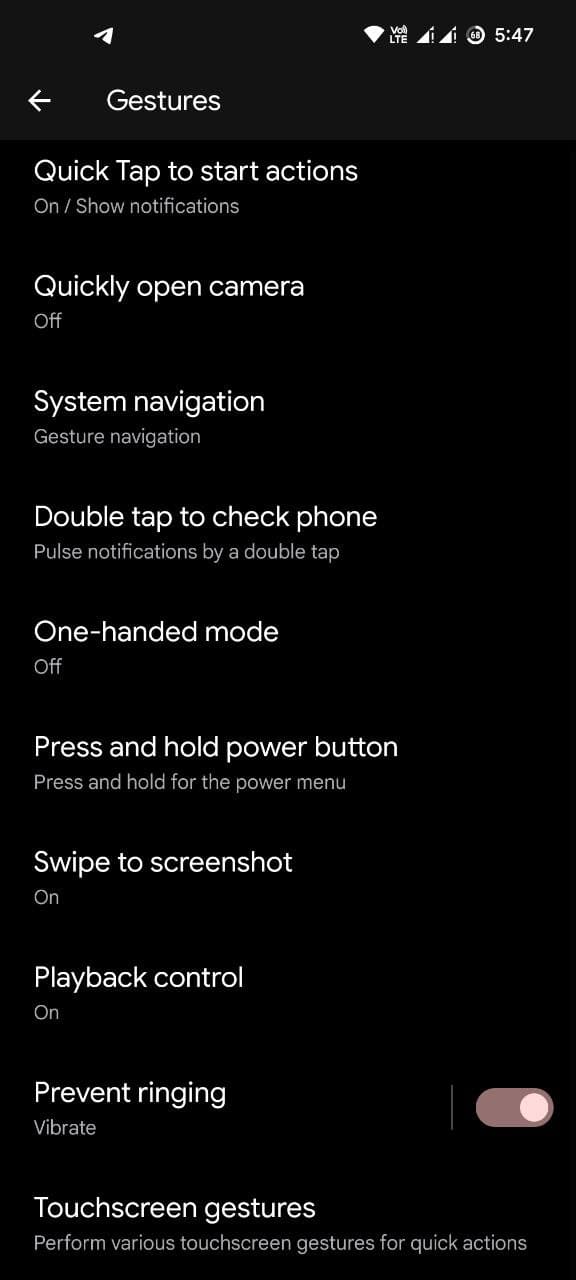 Vo))
LTE
68
5:47
Gestures
Quick Tap to start actions
On / Show notifications
Quickly open camera
Off
System navigation
Gesture navigation
Double tap to check phone
Pulse notifications by a double tap
One-handed mode
Off
Press and hold power button
Press and hold for the power menu
Swipe to screenshot
On
Playback control
On
Prevent ringing
Vibrate
Touchscreen gestures
Perform various touchscreen gestures for quick actions